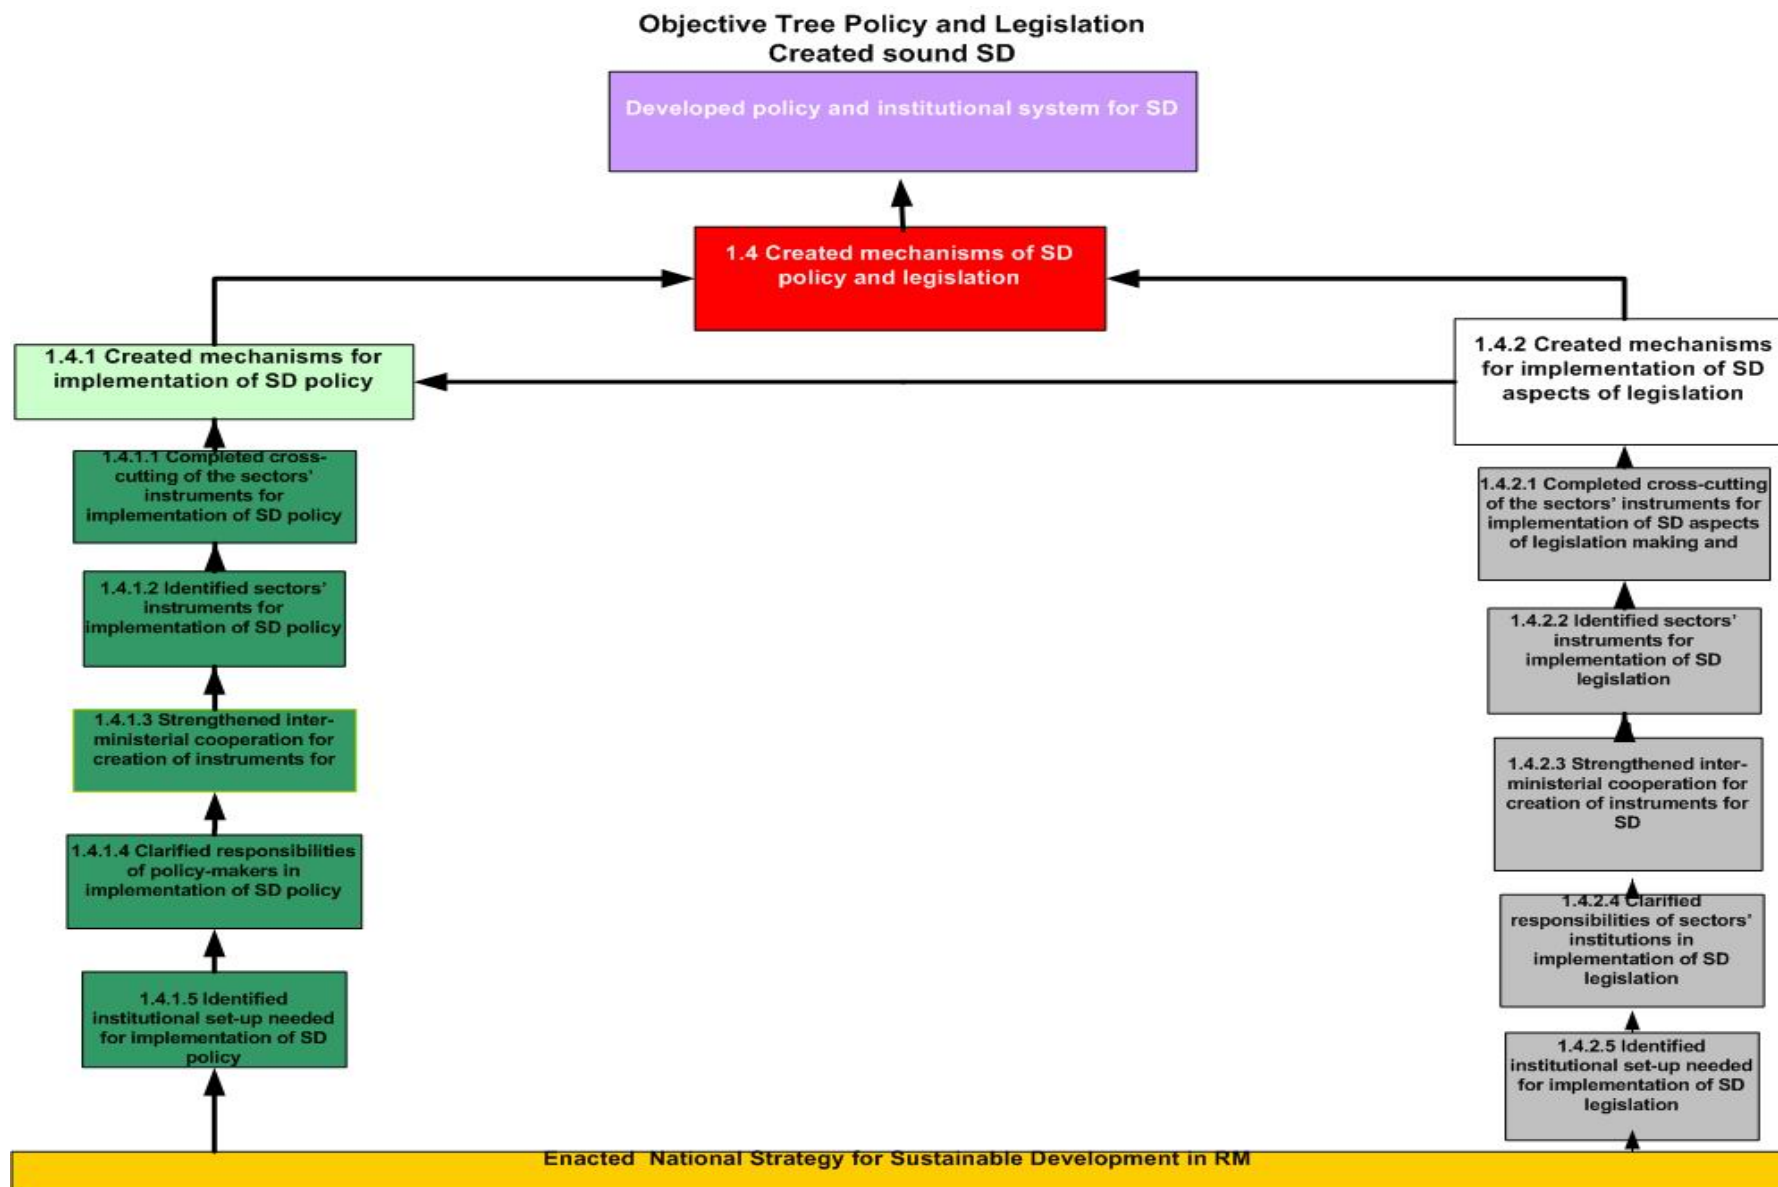 Objective Tree Policy and Legislation
Created sound SD
Developed policy and institutional system for SD
1.4 Created mechanisms of SD
policy and legislation
1.4.1 Created mechanisms for
implementation of SD policy
1.4.2 Created mechanisms
for implementation of SD
aspects of legislation
1.4.1.1 Completed cross-
cutting of the sectors'
instruments for
implementation of SD policy
1.4.1.2 Identified sectors'
instruments for
implementation of SD policy
1.4.1.3 Strengthened inter-
ministerial cooperation for
creation of instruments for
1.4.1.4 Clarified responsibilities
of policy-makers in
implementation of SD policy
1.4.1.5 Identified
institutional set-up needed
for implementation of SD
policy
1.4.2.1 Completed cross-cutting
of the sectors' instruments for
implementation of SD aspects
of legislation making and
1.4.2.2 Identified sectors'
instruments for
implementation of SD
legislation
1.4.2.3 Strengthened inter-
ministerial cooperation for
creation of instruments for
SD
1.4.2.4 Clarified
responsibilities of sectors'
institutions in
implementation of SD
legislation
1.4.2.5 Identified
institutional set-up needed
for implementation of SD
legislation
Enacted National Strategy for Sustainable Development in RM